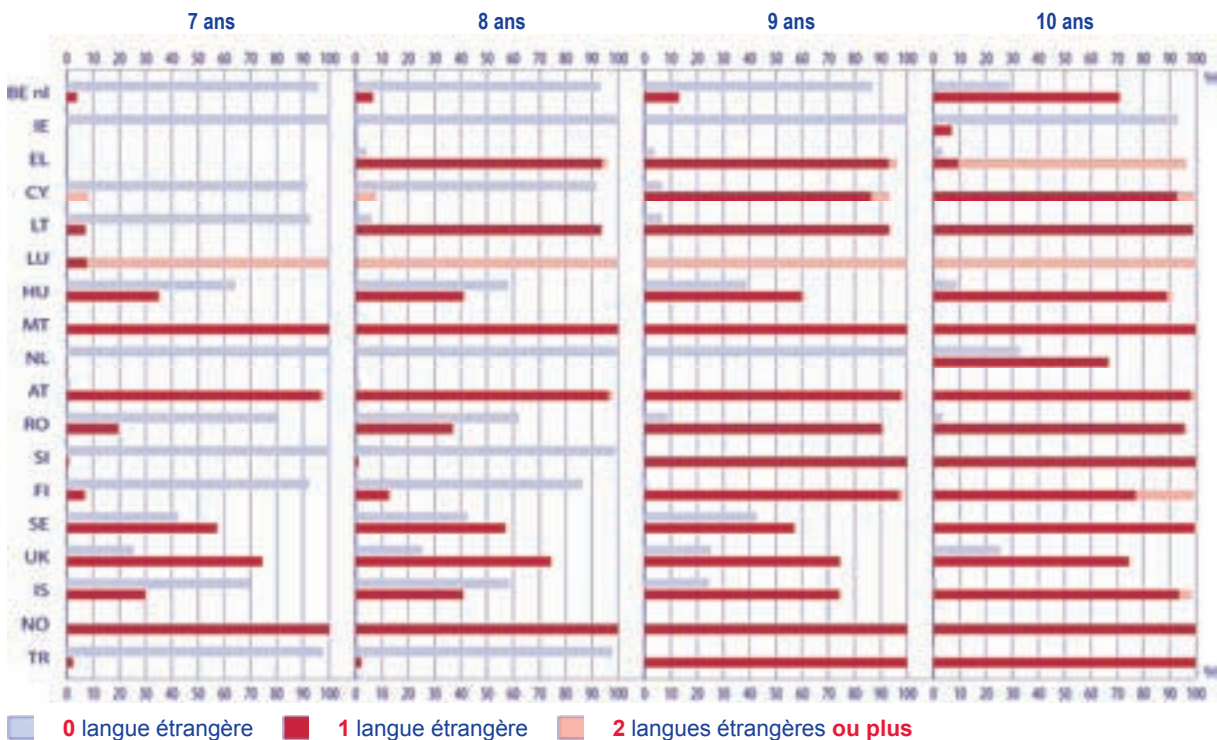 7 ans 8 ans 9 ans 10 ans
0 10 20 30 40 50 60 70 80 90 100 0 10 20 30 40 50 60 70 80 90 100 0 10 20 30 40 50 60 70 80 90 100 0 10 20 30 40 50 60 70 80 90 100
BE nl
IE
EL
CY
LT
LU
HU
MT
NL
AT
RO
SI
FI
SE
UK
IS
NO
TR
0 10 20 30 40 50 60 70 80 90 100 0 10 20 30 40 50 60 70 80 90 100 0 10 20 30 40 50 60 70 80 90 100 0 10 20 30 40 50 60 70 80 90 100
0 langue étrangère 1 langue étrangère 2 langues étrangères ou plus